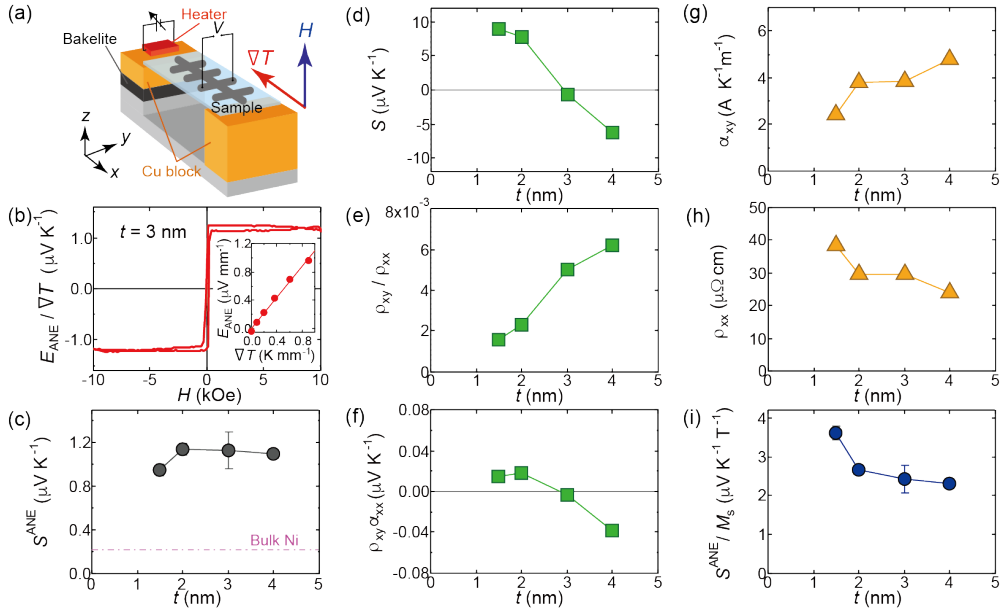 (a)
Heater
Bakelite
V
∇T
H
Sample
z
y
x
Cu block
(b)
E_ANE / ∇T (μV K⁻¹)
1.0
0.0
-1.0
t = 3 nm
E_ANE (μV mm⁻¹)
1.2
0.8
0.4
0.0
0.0 0.4 0.8
∇T (K mm⁻¹)
-10 -5 0 5 10
H (kOe)
(c)
S^ANE (μV K⁻¹)
1.2
0.8
0.4
0.0
Bulk Ni
0 1 2 3 4 5
t (nm)
(d)
S (μV K⁻¹)
10
5
0
-5
-10
0 1 2 3 4 5
t (nm)
(e)
ρ_xy / ρ_xx
8x10⁻³
6
4
2
0
0 1 2 3 4 5
t (nm)
(f)
ρ_xy α_xx (μV K⁻¹)
0.08
0.04
0.00
-0.04
-0.08
0 1 2 3 4 5
t (nm)
(g)
α_xy (A K⁻¹m⁻¹)
6
4
2
0
0 1 2 3 4 5
t (nm)
(h)
ρ_xx (μΩ cm)
50
40
30
20
10
0
0 1 2 3 4 5
t (nm)
(i)
S^ANE / M_s (μV K⁻¹ T⁻¹)
4
3
2
1
0
0 1 2 3 4 5
t (nm)